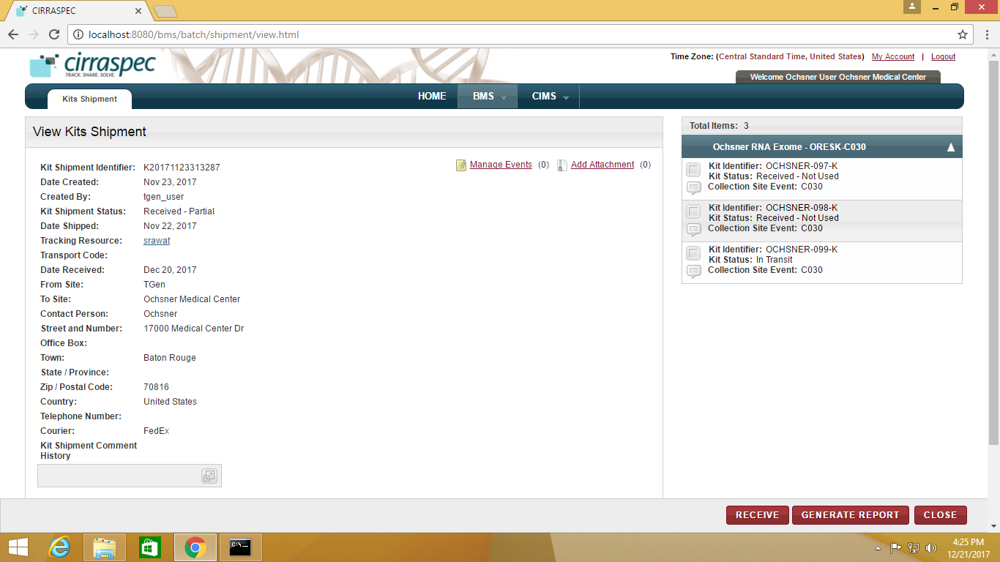 CIRRASPEC
localhost:8080/bms/batch/shipment/view.html
cirraspec
TRACK. SHARE. SOLVE.
Time Zone: (Central Standard Time, United States) My Account | Logout
Welcome Ochsner User Ochsner Medical Center
Kits Shipment
HOME BMS CIMS
View Kits Shipment
Manage Events (0) Add Attachment (0)
Kit Shipment Identifier: K20171123313287
Date Created: Nov 23, 2017
Created By: tgen_user
Kit Shipment Status: Received - Partial
Date Shipped: Nov 22, 2017
Tracking Resource: srawat
Transport Code:
Date Received: Dec 20, 2017
From Site: TGen
To Site: Ochsner Medical Center
Contact Person: Ochsner
Street and Number: 17000 Medical Center Dr
Office Box:
Town: Baton Rouge
State / Province:
Zip / Postal Code: 70816
Country: United States
Telephone Number:
Courier: FedEx
Kit Shipment Comment
History
Total Items: 3
Ochsner RNA Exome - ORESK-C030
Kit Identifier: OCHSNER-097-K
Kit Status: Received - Not Used
Collection Site Event: C030
Kit Identifier: OCHSNER-098-K
Kit Status: Received - Not Used
Collection Site Event: C030
Kit Identifier: OCHSNER-099-K
Kit Status: In Transit
Collection Site Event: C030
RECEIVE GENERATE REPORT CLOSE
C:\_
4:25 PM
12/21/2017